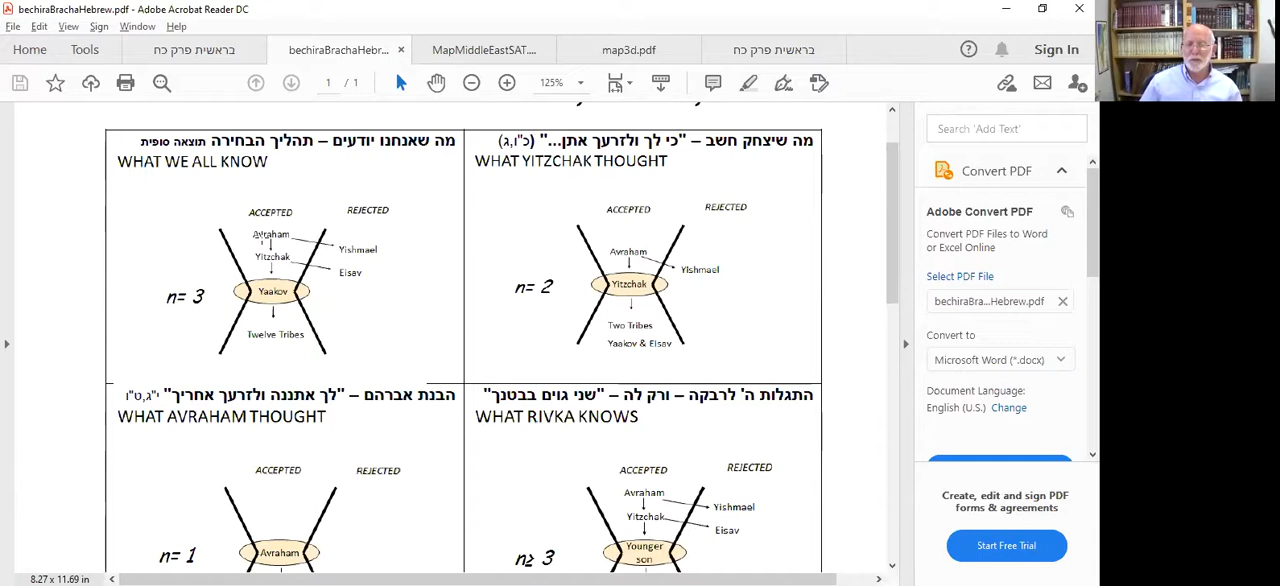 bechiraBrachaHebrew.pdf - Adobe Acrobat Reader DC
File Edit View Sign Window Help
Home Tools בראשית פרק כח bechiraBrachaHebr... MapMiddleEastSAT.... map3d.pdf בראשית פרק כח Sign In
1 / 1 125%
מה שאנחנו יודעים – תהליך הבחירה תוצאה סופית
WHAT WE ALL KNOW
ACCEPTED
REJECTED
Avraham
Yishmael
Yitzchak
Eisav
n= 3
Yaakov
Twelve Tribes
מה שיצחק חשב – "כי לך ולזרעך אתן..." (כ"ו,ג)
WHAT YITZCHAK THOUGHT
ACCEPTED
REJECTED
Avraham
Yishmael
n= 2
Yitzchak
Two Tribes
Yaakov & Eisav
הבנת אברהם – "לך אתננה ולזרעך אחריך" י"ג,ט"ו
WHAT AVRAHAM THOUGHT
ACCEPTED
REJECTED
n= 1
Avraham
התגלות ה' לרבקה – ורק לה – "שני גוים בבטנך"
WHAT RIVKA KNOWS
ACCEPTED
REJECTED
Avraham
Yishmael
Yitzchak
Eisav
n≥ 3
Younger
son
8.27 x 11.69 in
Search 'Add Text'
Convert PDF
Adobe Convert PDF
Convert PDF Files to Word
or Excel Online
Select PDF File
bechiraBra...Hebrew.pdf
Convert to
Microsoft Word (*.docx)
Document Language:
English (U.S.) Change
Create, edit and sign PDF
forms & agreements
Start Free Trial